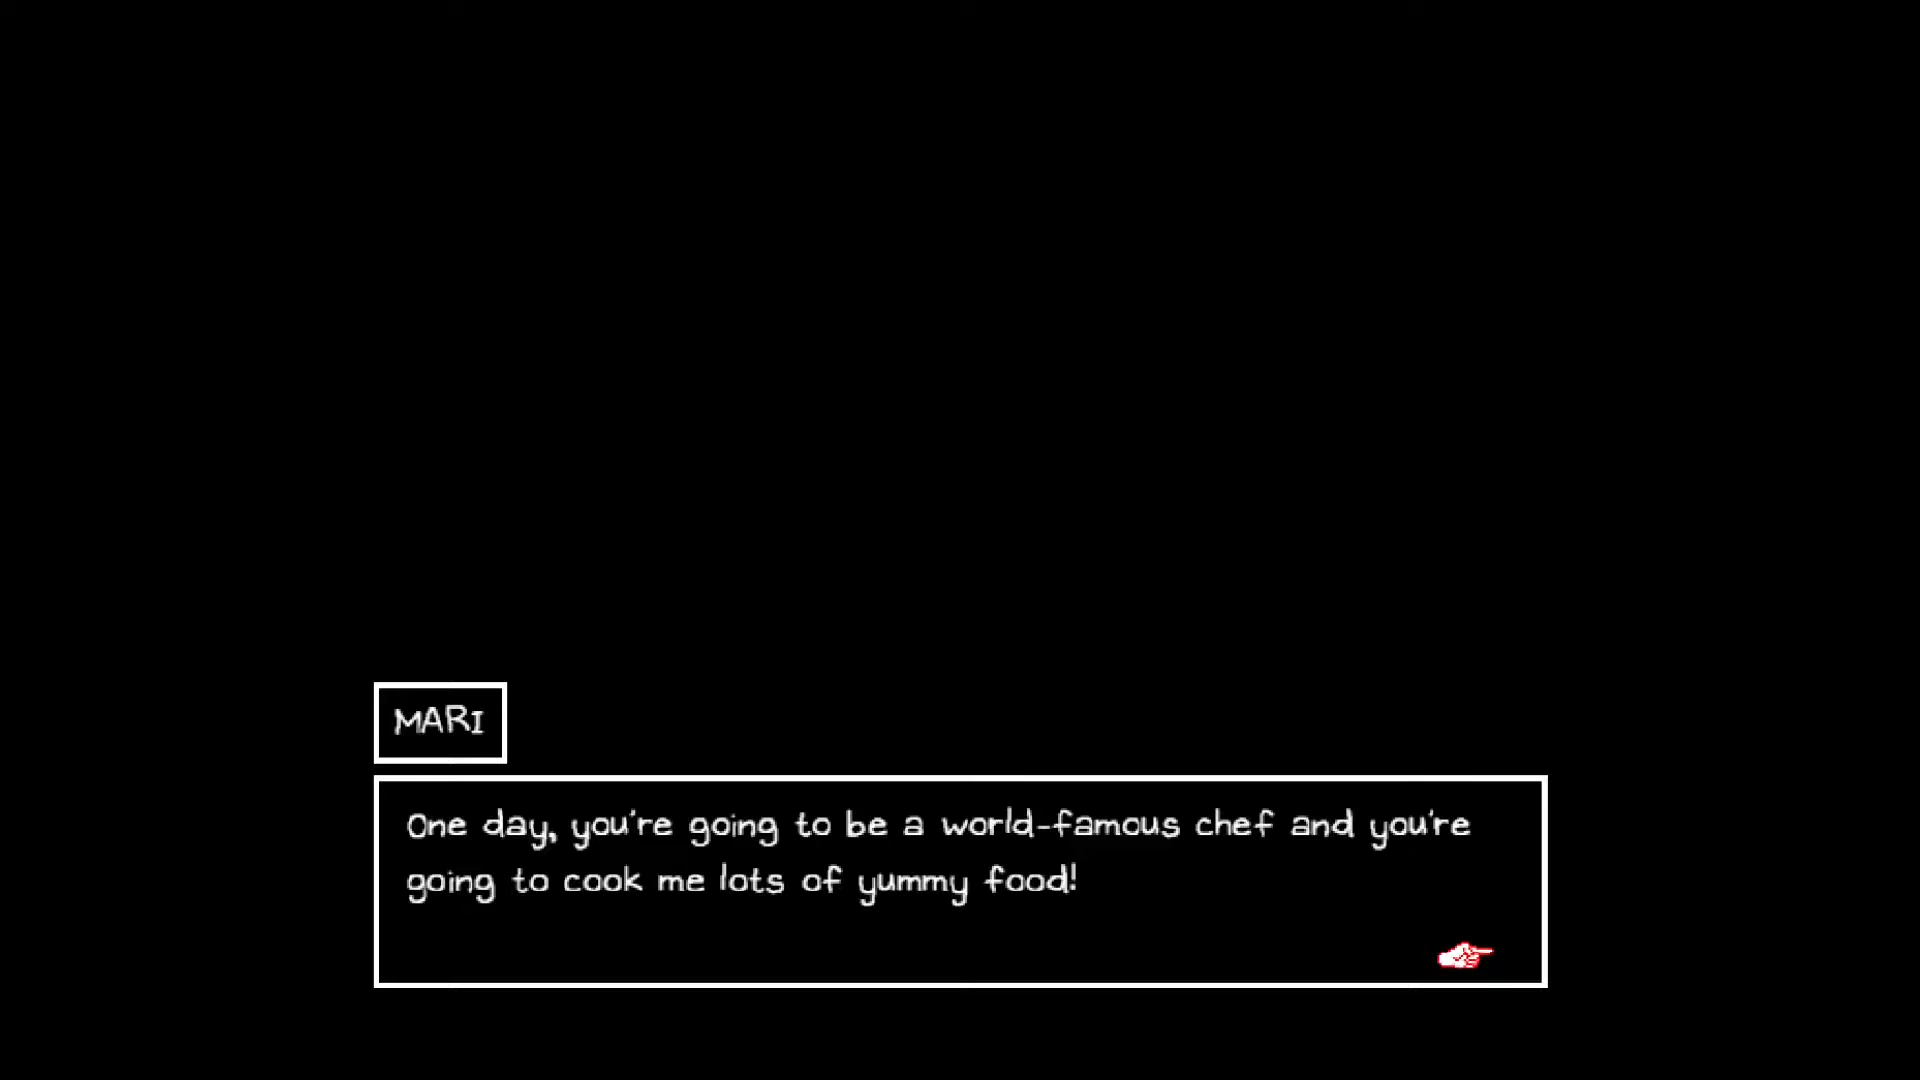 MARI
One day, you're going to be a world-famous chef and you're
going to cook me lots of yummy food!